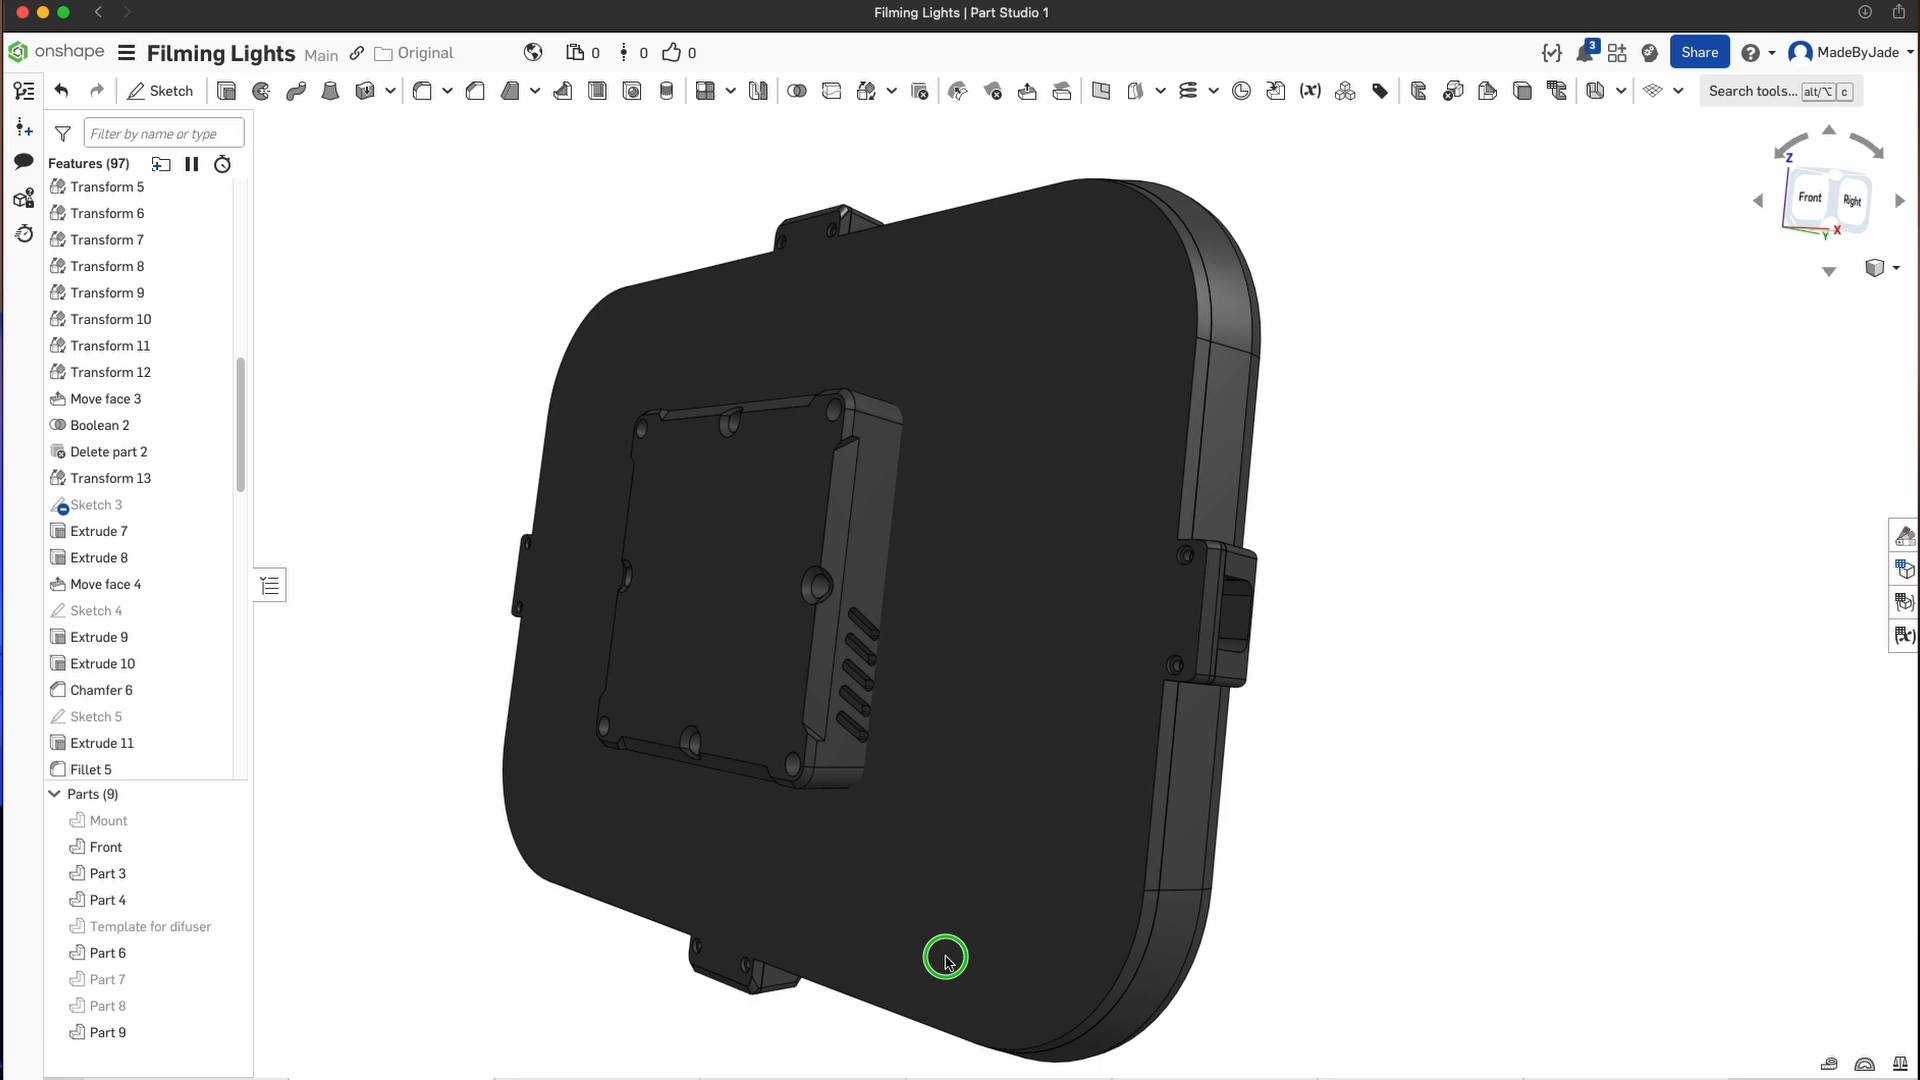 Filming Lights | Part Studio 1
onshape Filming Lights Main Original 0 0 0 3 Share MadeByJade
Sketch Search tools... alt/⌥ c
Filter by name or type
Features (97)
Transform 5
Transform 6
Transform 7
Transform 8
Transform 9
Transform 10
Transform 11
Transform 12
Move face 3
Boolean 2
Delete part 2
Transform 13
Sketch 3
Extrude 7
Extrude 8
Move face 4
Sketch 4
Extrude 9
Extrude 10
Chamfer 6
Sketch 5
Extrude 11
Fillet 5
Parts (9)
Mount
Front
Part 3
Part 4
Template for difuser
Part 6
Part 7
Part 8
Part 9
Z
Front Right
Y X
(x)
(x)